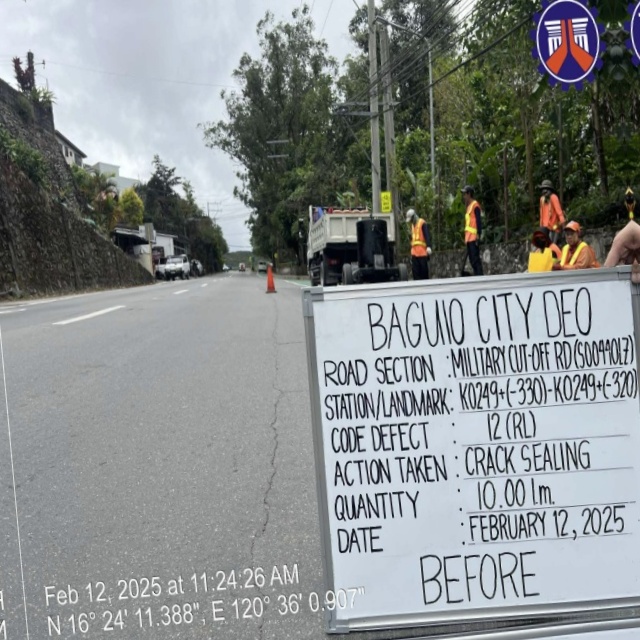 BAGUIO CITY DEO
ROAD SECTION : MILITARY CUT-OFF RD (S00440LZ)
STATION/LANDMARK: K0249+(-330)-K0249+(-320)
CODE DEFECT : 12 (RL)
ACTION TAKEN : CRACK SEALING
QUANTITY : 10.00 l.m.
DATE : FEBRUARY 12, 2025
BEFORE
Feb 12, 2025 at 11:24:26 AM
N 16° 24' 11.388", E 120° 36' 0.907"